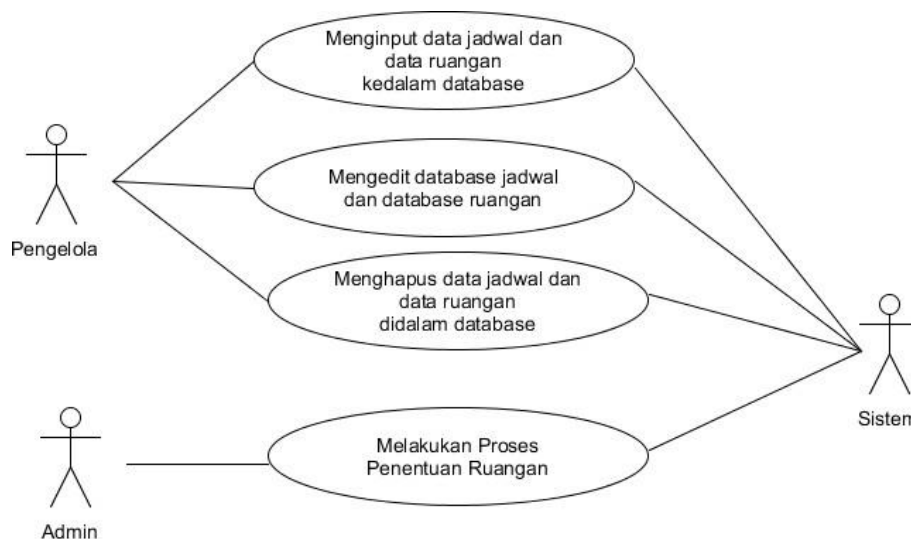 Menginput data jadwal dan
data ruangan
kedalam database
Pengelola
Mengedit database jadwal
dan database ruangan
Menghapus data jadwal dan
data ruangan
didalam database
Sistem
Melakukan Proses
Penentuan Ruangan
Admin